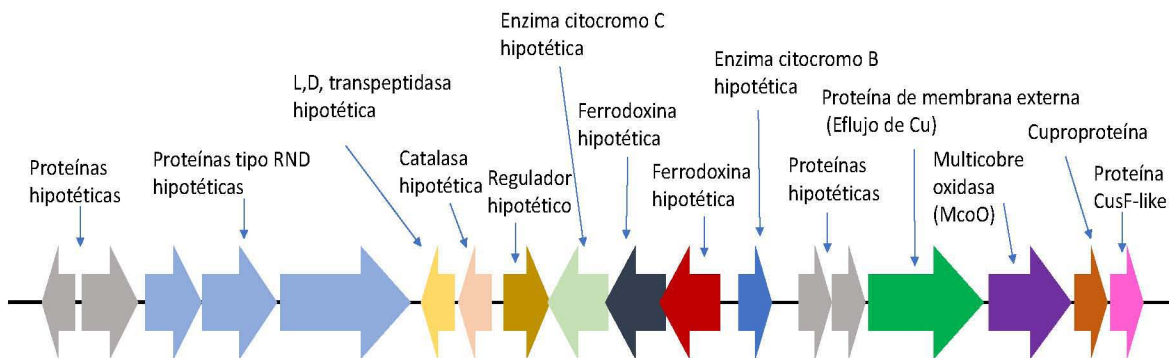 Proteínas
hipotéticas
Proteínas tipo RND
hipotéticas
L,D, transpeptidasa
hipotética
Catalasa
hipotética
Regulador
hipotético
Enzima citocromo C
hipotética
Ferrodoxina
hipotética
Ferrodoxina
hipotética
Enzima citocromo B
hipotética
Proteínas
hipotéticas
Proteína de membrana externa
(Eflujo de Cu)
Multicobre
oxidasa
(McoO)
Cuproproteína
Proteína
CusF-like